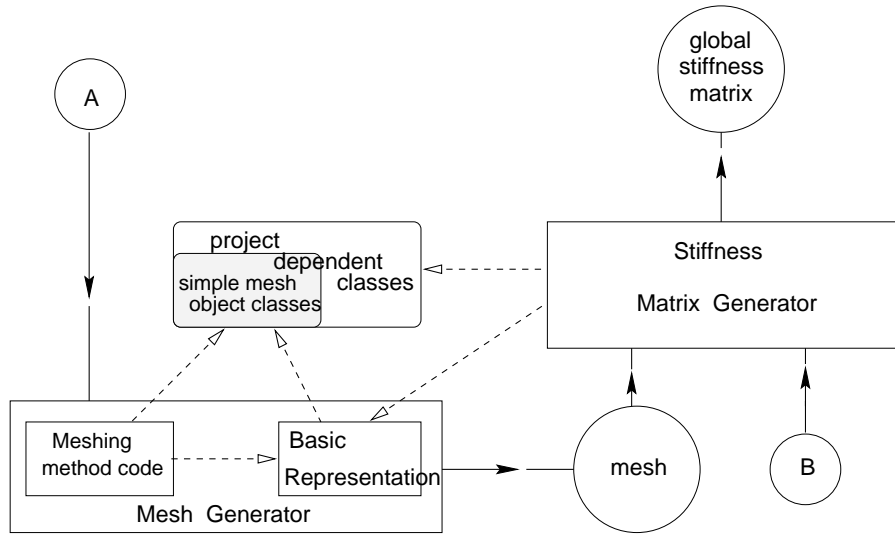 global
stiffness
matrix
A
project
dependent
classes
simple mesh
object classes
Stiffness
Matrix Generator
Meshing
method code
Basic
Representation
Mesh Generator
mesh
B